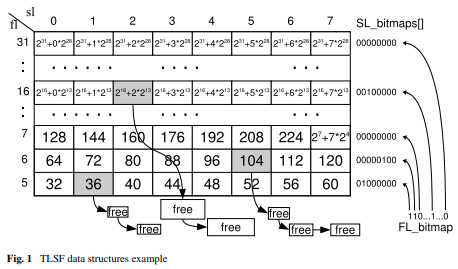 sl
fl
0 1 2 3 4 5 6 7 SL_bitmaps[]
31 2^31+0*2^28 2^31+1*2^28 2^31+2*2^28 2^31+3*2^28 2^31+4*2^28 2^31+5*2^28 2^31+6*2^28 2^31+7*2^28 00000000
: . . . . . . . . . . :
16 2^16+0*2^13 2^16+1*2^13 2^16+2*2^13 2^16+3*2^13 2^16+4*2^13 2^16+5*2^13 2^16+6*2^13 2^16+7*2^13 00100000
: . . . . . . . . . . :
7 128 144 160 176 192 208 224 2^7+7*2^4 00000000
6 64 72 80 88 96 104 112 120 00000100
5 32 36 40 44 48 52 56 60 01000000
110...1...0
FL_bitmap
free free free free free free free
Fig. 1 TLSF data structures example